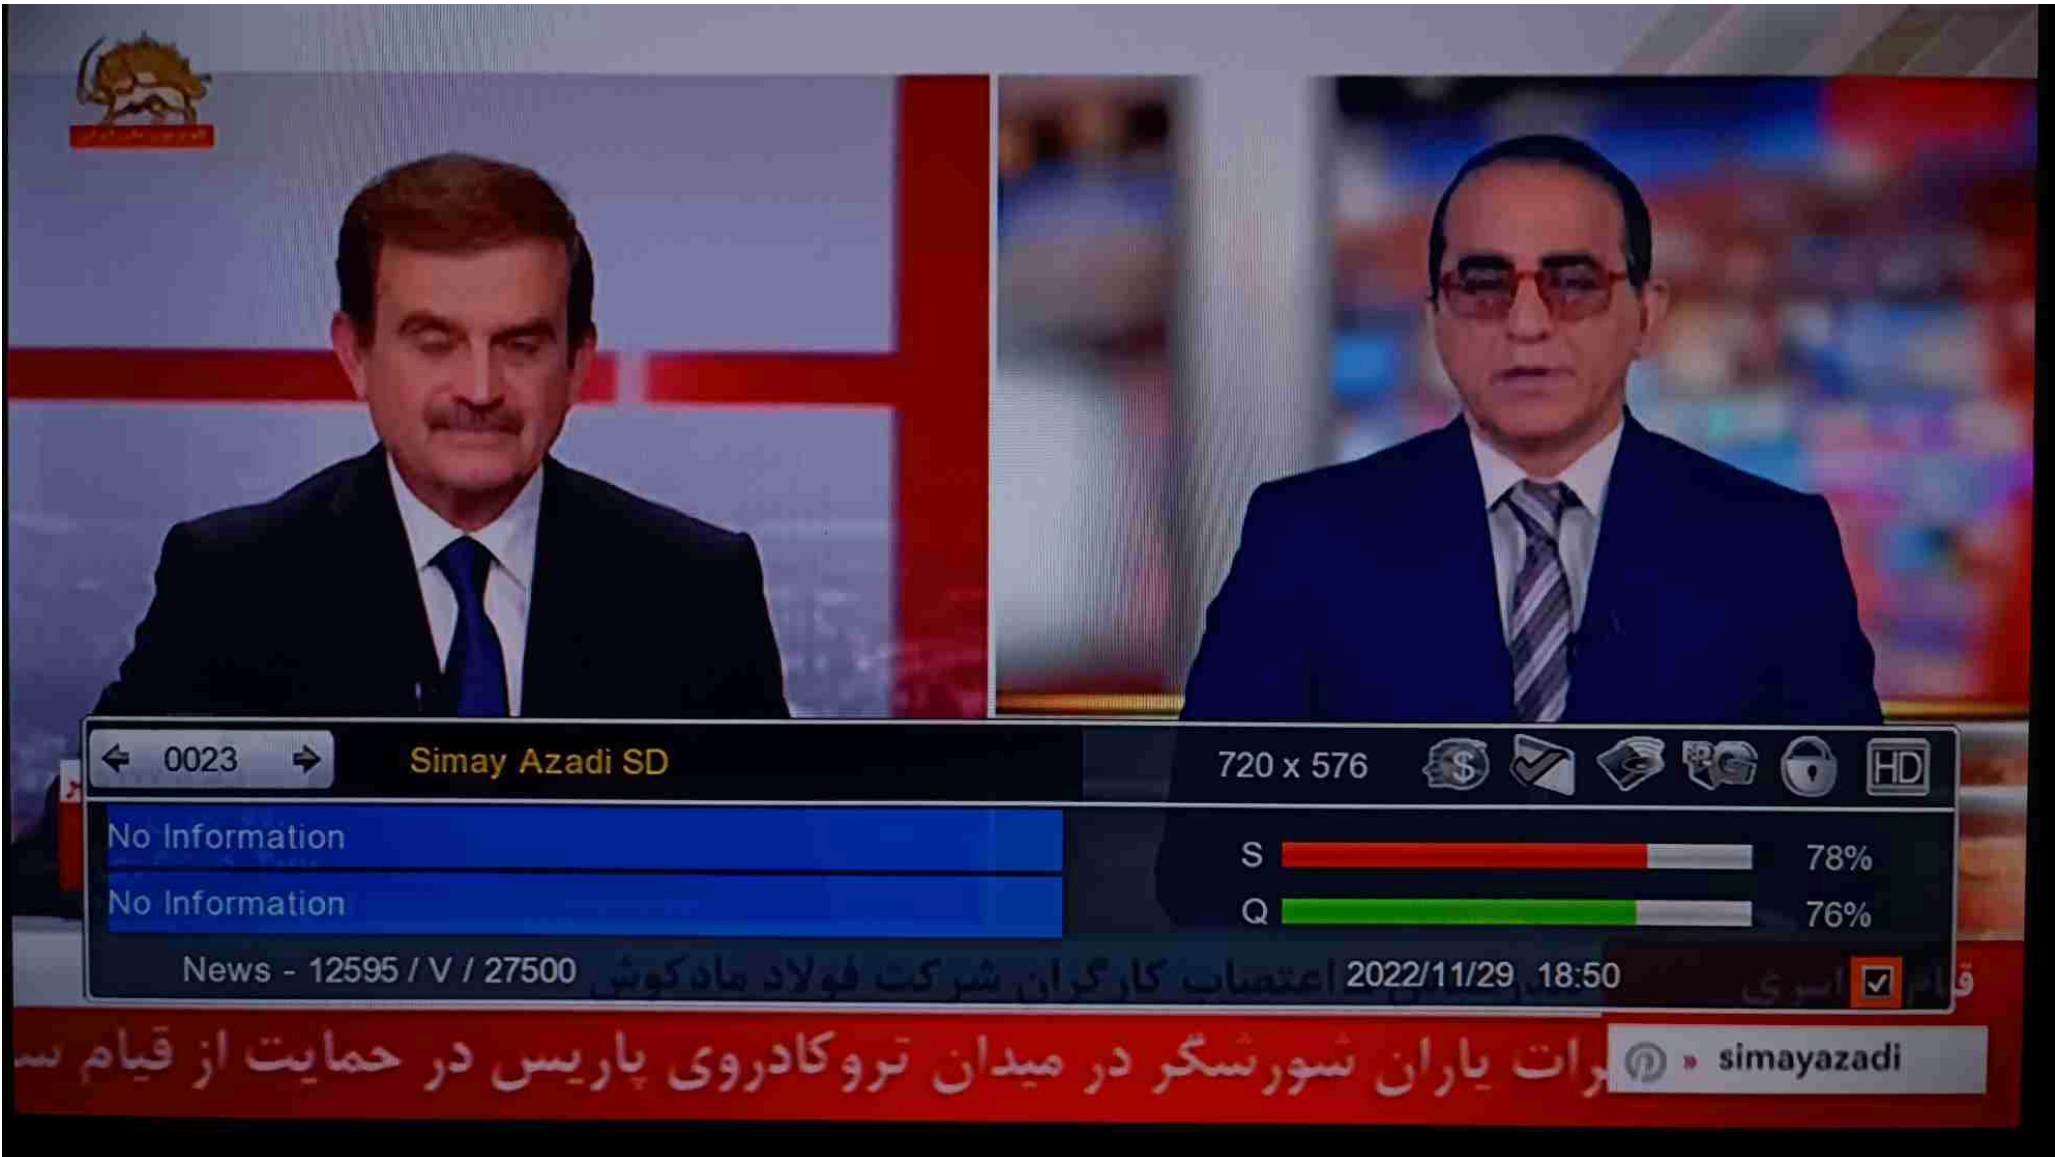 0023
Simay Azadi SD
720 x 576
HD
No Information
S
78%
No Information
Q
76%
News - 12595 / V / 27500
اعتصاب کارگران شرکت فولاد مادکوش
2022/11/29 18:50
رات یاران شورشگر در میدان تروکادروی پاریس در حمایت از قیام س
» simayazadi